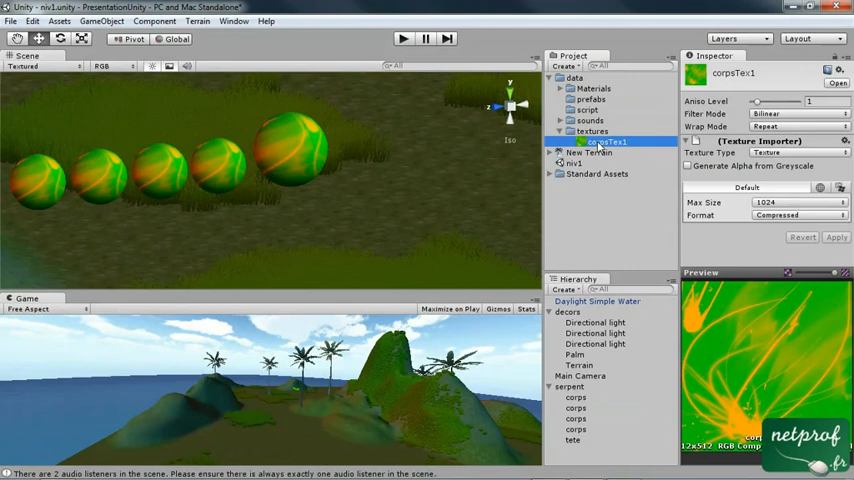 Unity - niv1.unity - PresentationUnity - PC and Mac Standalone*
File Edit Assets GameObject Component Terrain Window Help
Pivot Global Layers Layout
Scene
Textured RGB All
y
z
Iso
Project
Create All
data
Materials
prefabs
script
sounds
textures
corpsTex1
New Terrain
niv1
Standard Assets
Inspector
corpsTex1
Open
Aniso Level 1
Filter Mode Bilinear
Wrap Mode Repeat
(Texture Importer)
Texture Type Texture
Generate Alpha from Greyscale
Default
Max Size 1024
Format Compressed
Revert Apply
Preview
Game
Free Aspect Maximize on Play Gizmos Stats
Hierarchy
Create All
Daylight Simple Water
decors
Directional light
Directional light
Directional light
Palm
Terrain
Main Camera
serpent
corps
corps
corps
corps
tete
netprof
.fr
There are 2 audio listeners in the scene. Please ensure there is always exactly one audio listener in the scene.